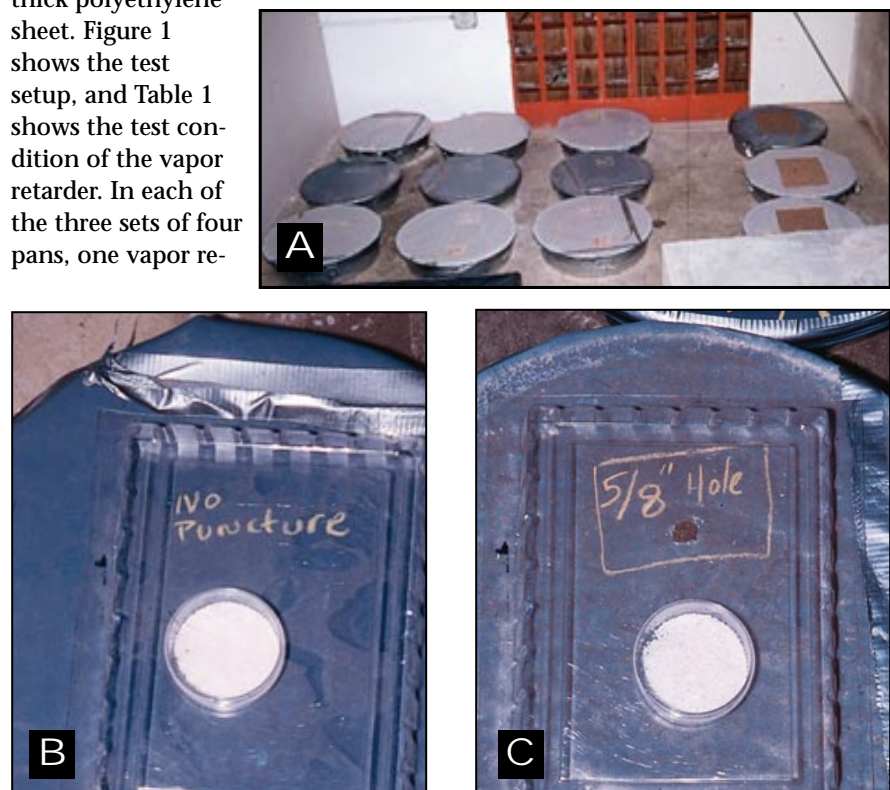 thick polyethylene
sheet. Figure 1
shows the test
setup, and Table 1
shows the test con-
dition of the vapor
retarder. In each of
the three sets of four
pans, one vapor re-
A
B
NO
Puncture
C
5/8" Hole